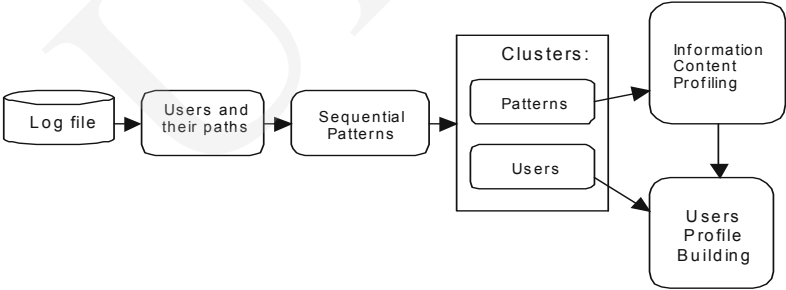 Log file
Users and
their paths
Sequential
Patterns
Clusters:
Patterns
Users
Information
Content
Profiling
Users
Profile
Building